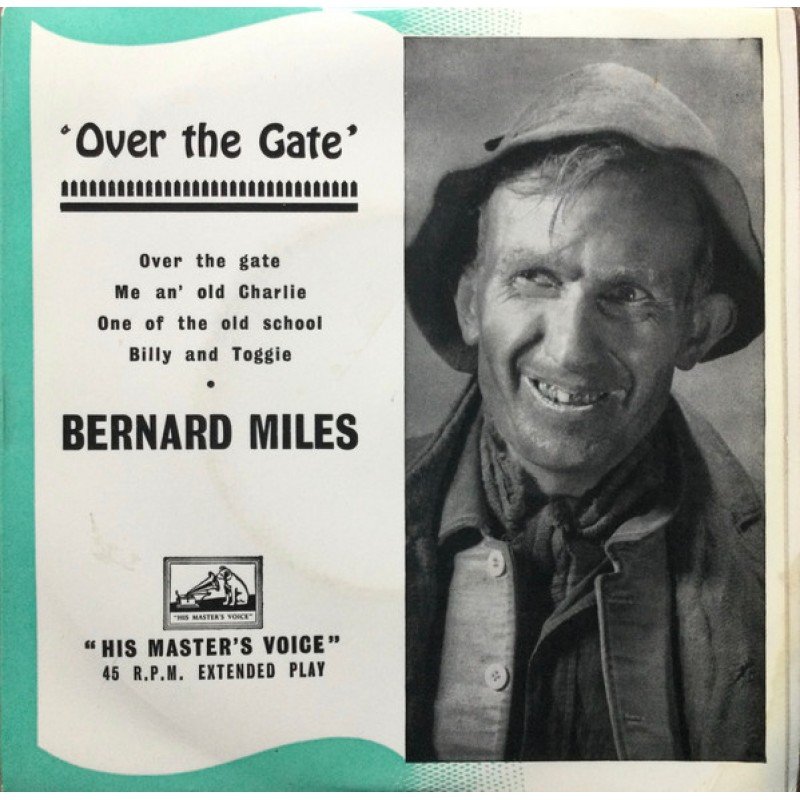 'Over the Gate'
Over the gate
Me an' old Charlie
One of the old school
Billy and Toggie
•
BERNARD MILES
"HIS MASTER'S VOICE"
"HIS MASTER'S VOICE"
45 R.P.M. EXTENDED PLAY